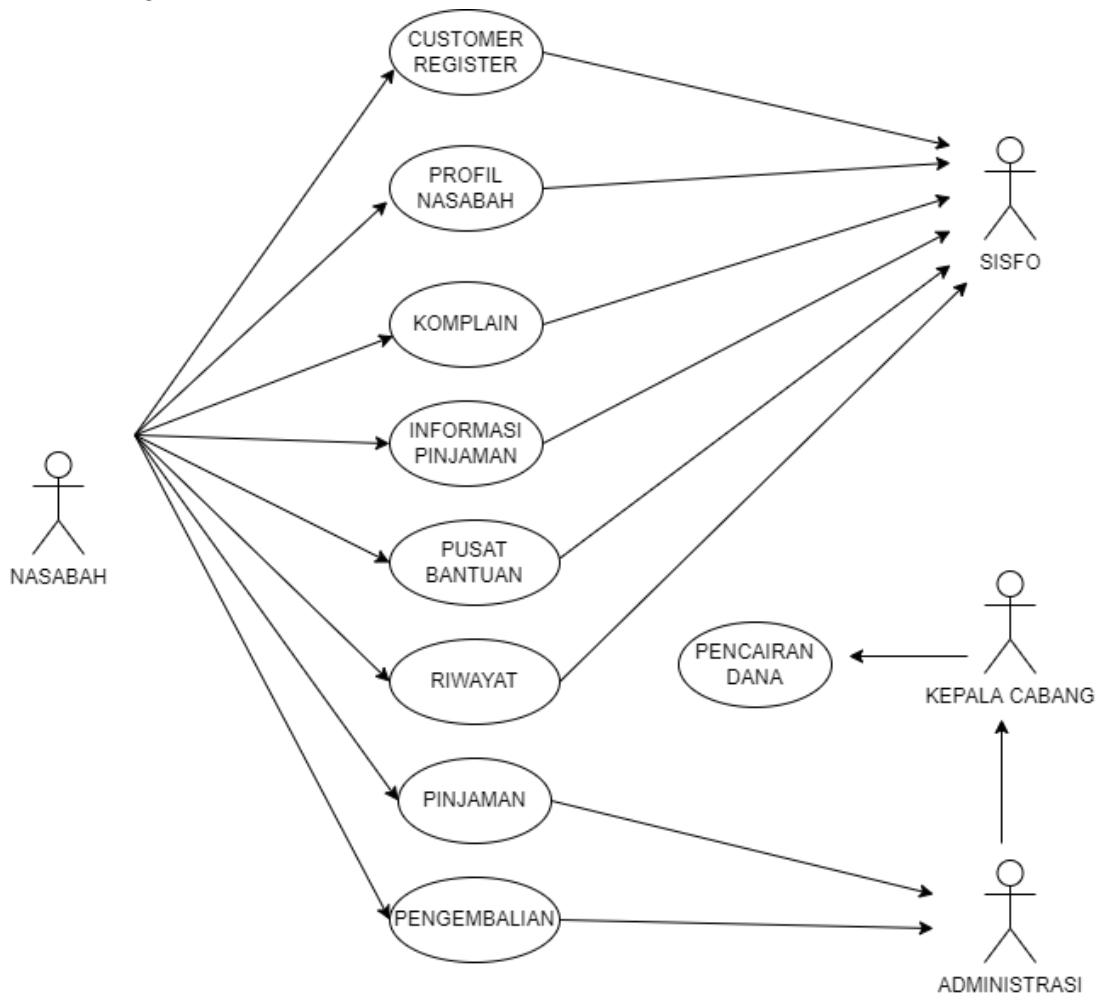 CUSTOMER
REGISTER
PROFIL
NASABAH
SISFO
KOMPLAIN
INFORMASI
PINJAMAN
NASABAH
PUSAT
BANTUAN
RIWAYAT
PENCAIRAN
DANA
KEPALA CABANG
PINJAMAN
PENGEMBALIAN
ADMINISTRASI